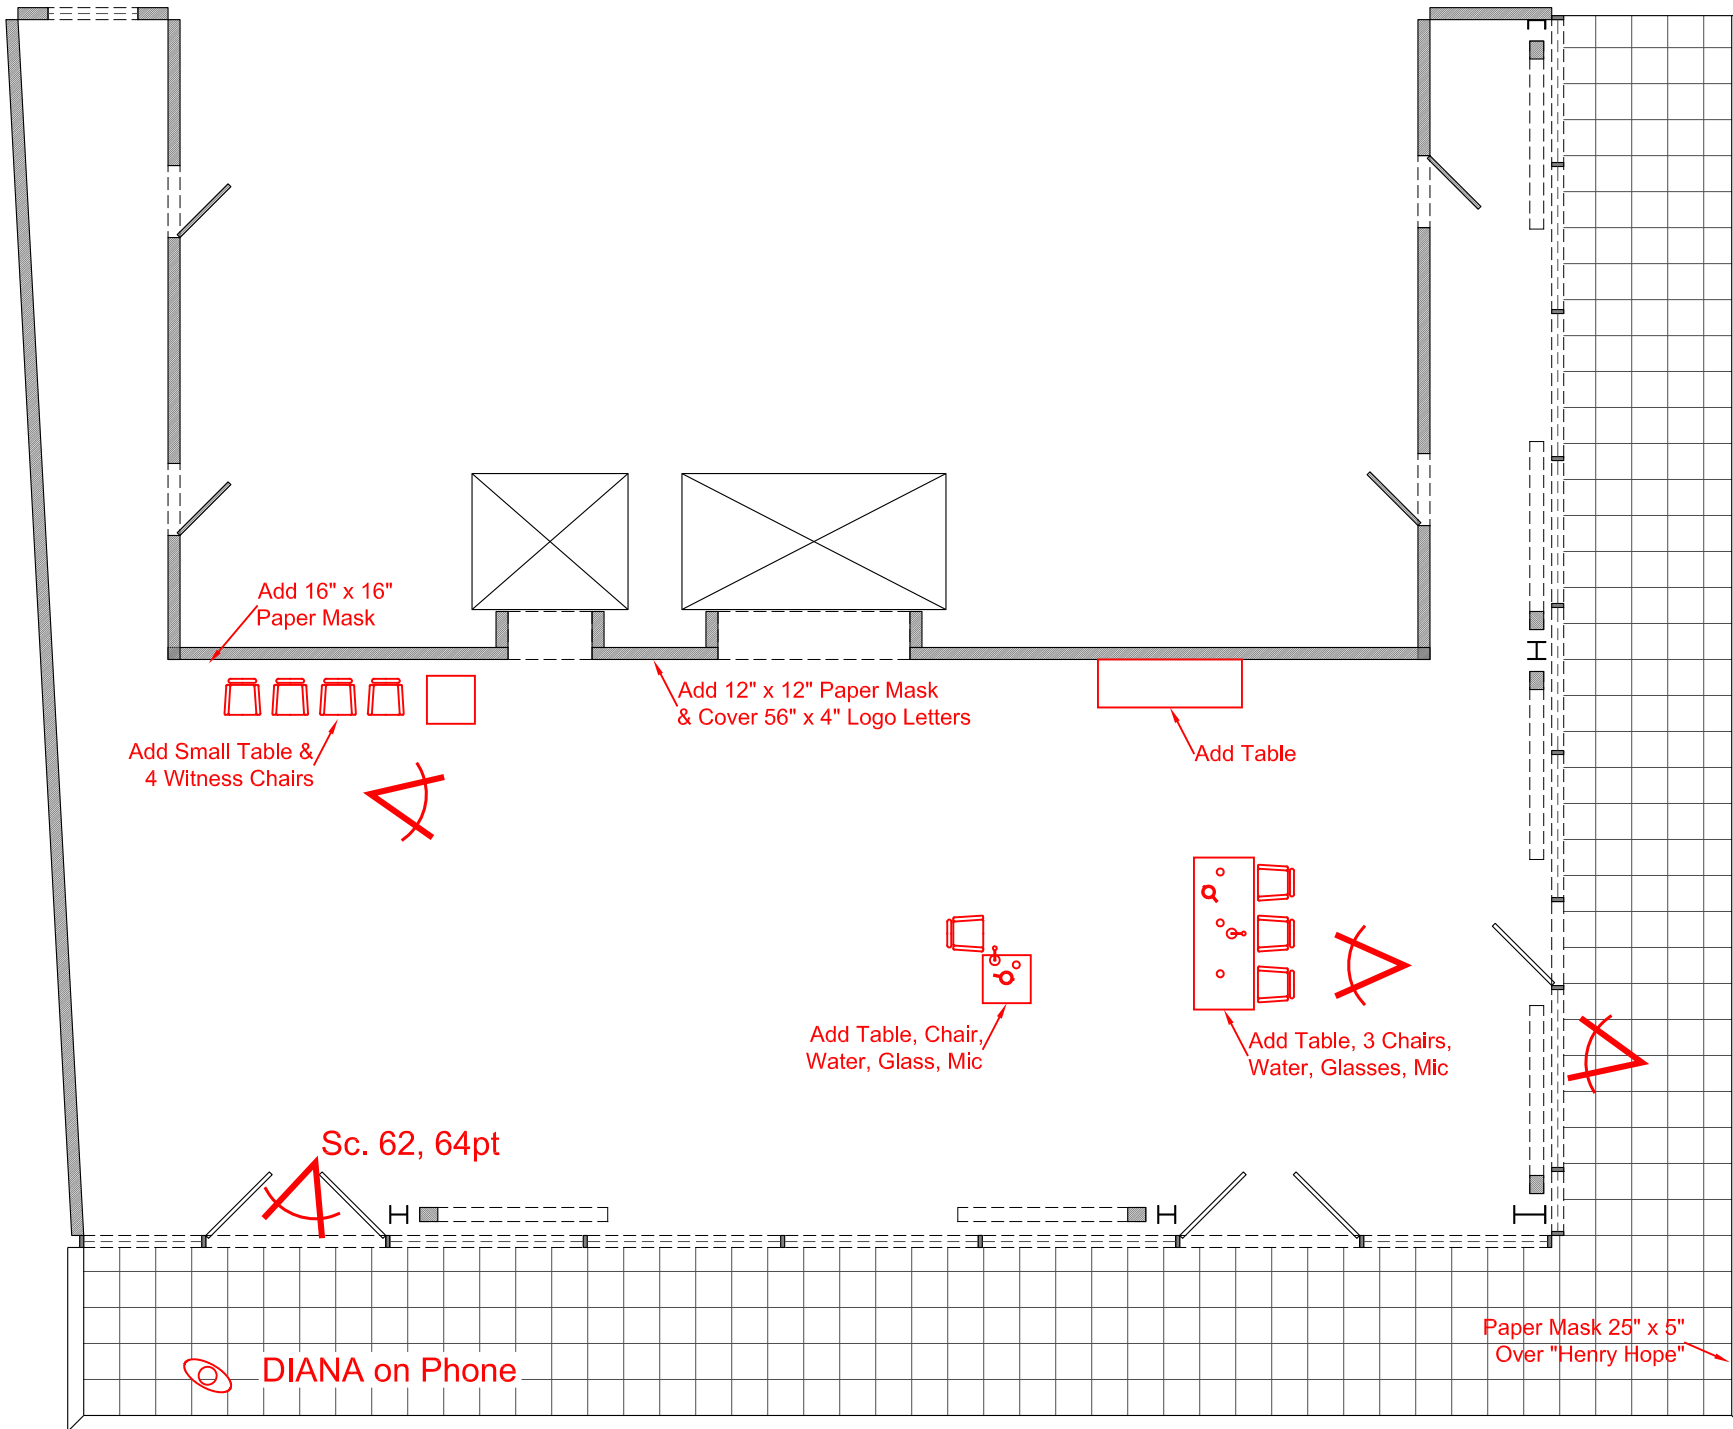 Add 16" x 16"
Paper Mask
Add 12" x 12" Paper Mask
& Cover 56" x 4" Logo Letters
Add Small Table &
4 Witness Chairs
Add Table
Add Table, Chair,
Water, Glass, Mic
Add Table, 3 Chairs,
Water, Glasses, Mic
Sc. 62, 64pt
Paper Mask 25" x 5"
Over "Henry Hope"
DIANA on Phone